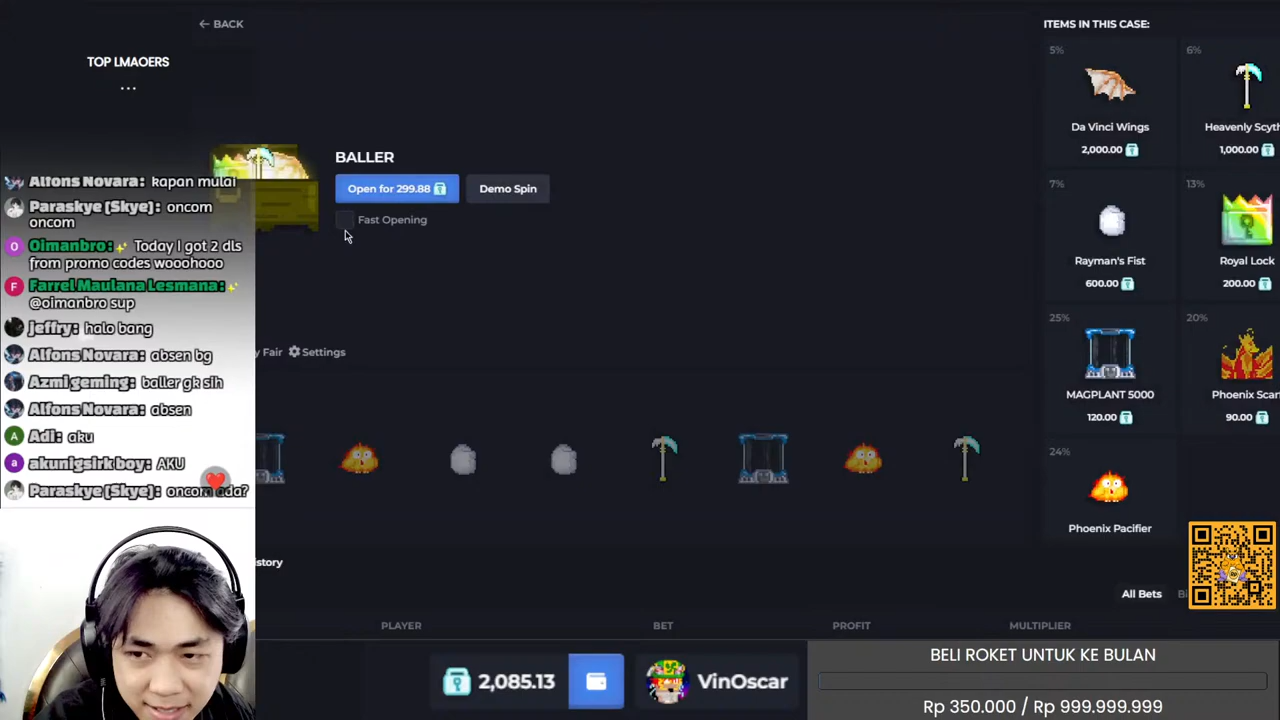 BACK
TOP LMAOERS
...
BALLER
Open for 299.88
Demo Spin
Fast Opening
Alfons Novara: kapan mulai
Paraskye [Skye]: oncom
oncom
Oimanbro: Today I got 2 dls
from promo codes wooohooo
Farrel Maulana Lesmana:
@oimanbro sup
jeffry: halo bang
Alfons Novara: absen bg
Azmi geming: baller gk sih
Alfons Novara: absen
Adi: aku
akunigsirk boy: AKU
Paraskye [Skye]: oncom ada?
y Fair
Settings
istory
ITEMS IN THIS CASE:
5%
Da Vinci Wings
2,000.00
6%
Heavenly Scyth
1,000.00
7%
Rayman's Fist
600.00
13%
Royal Lock
200.00
25%
MAGPLANT 5000
120.00
20%
Phoenix Scar
90.00
24%
Phoenix Pacifier
All Bets
Bi
PLAYER
BET
PROFIT
MULTIPLIER
2,085.13
VinOscar
BELI ROKET UNTUK KE BULAN
Rp 350.000 / Rp 999.999.999